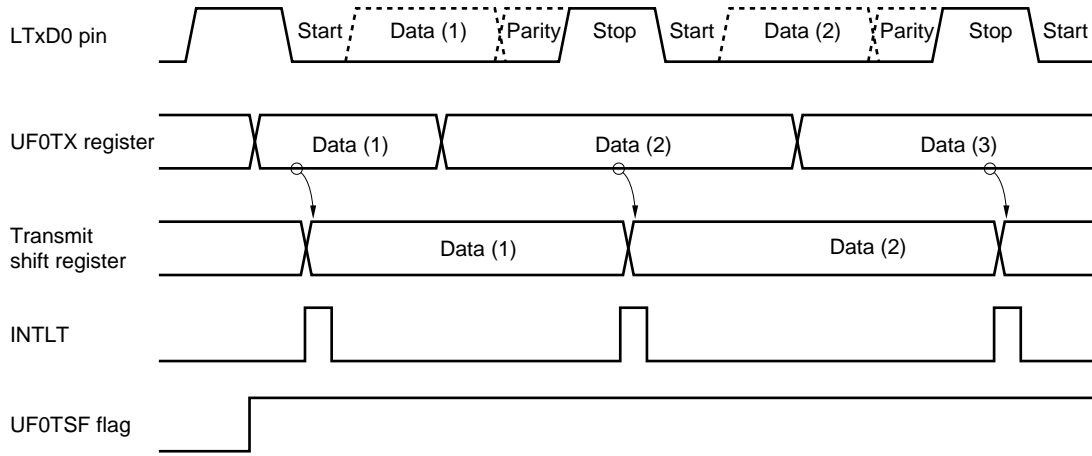 LTxD0 pin Start Data (1) Parity Stop Start Data (2) Parity Stop Start
UF0TX register Data (1) Data (2) Data (3)
Transmit
shift register Data (1) Data (2)
INTLT
UF0TSF flag